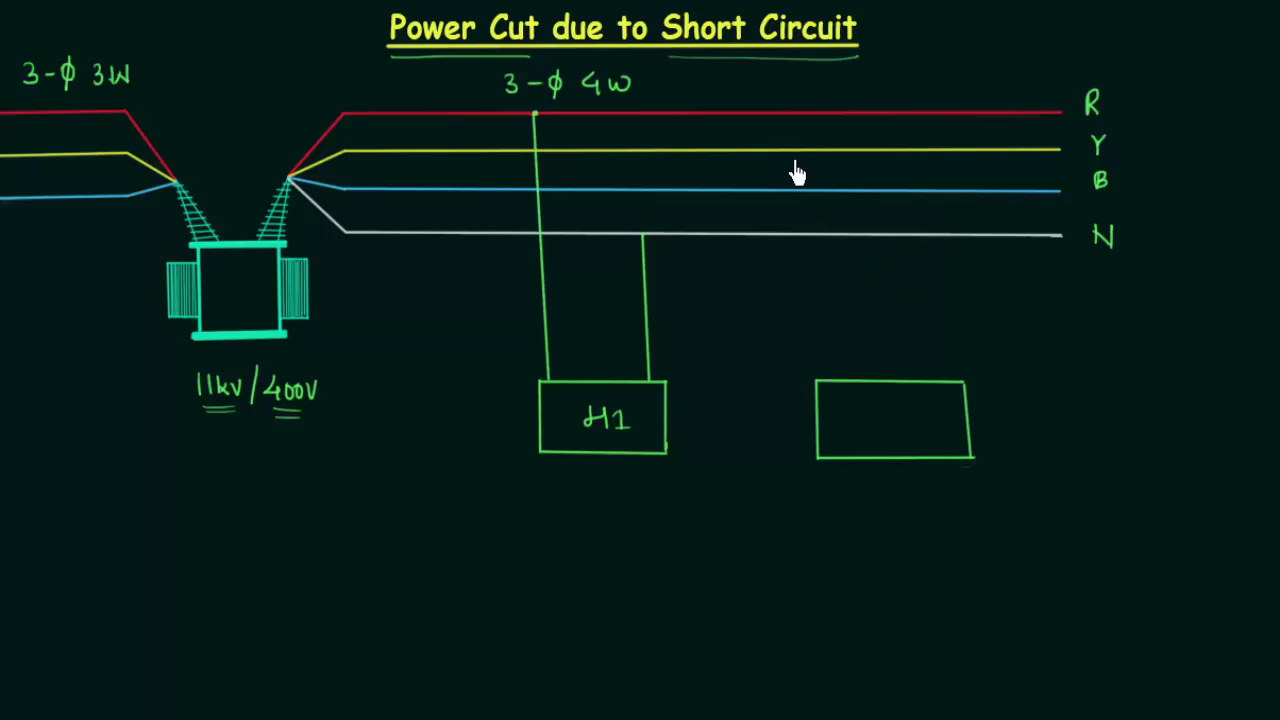 Power Cut due to Short Circuit
3-ϕ 3W
3-ϕ 4W
R
Y
B
N
11kV/400V
H1